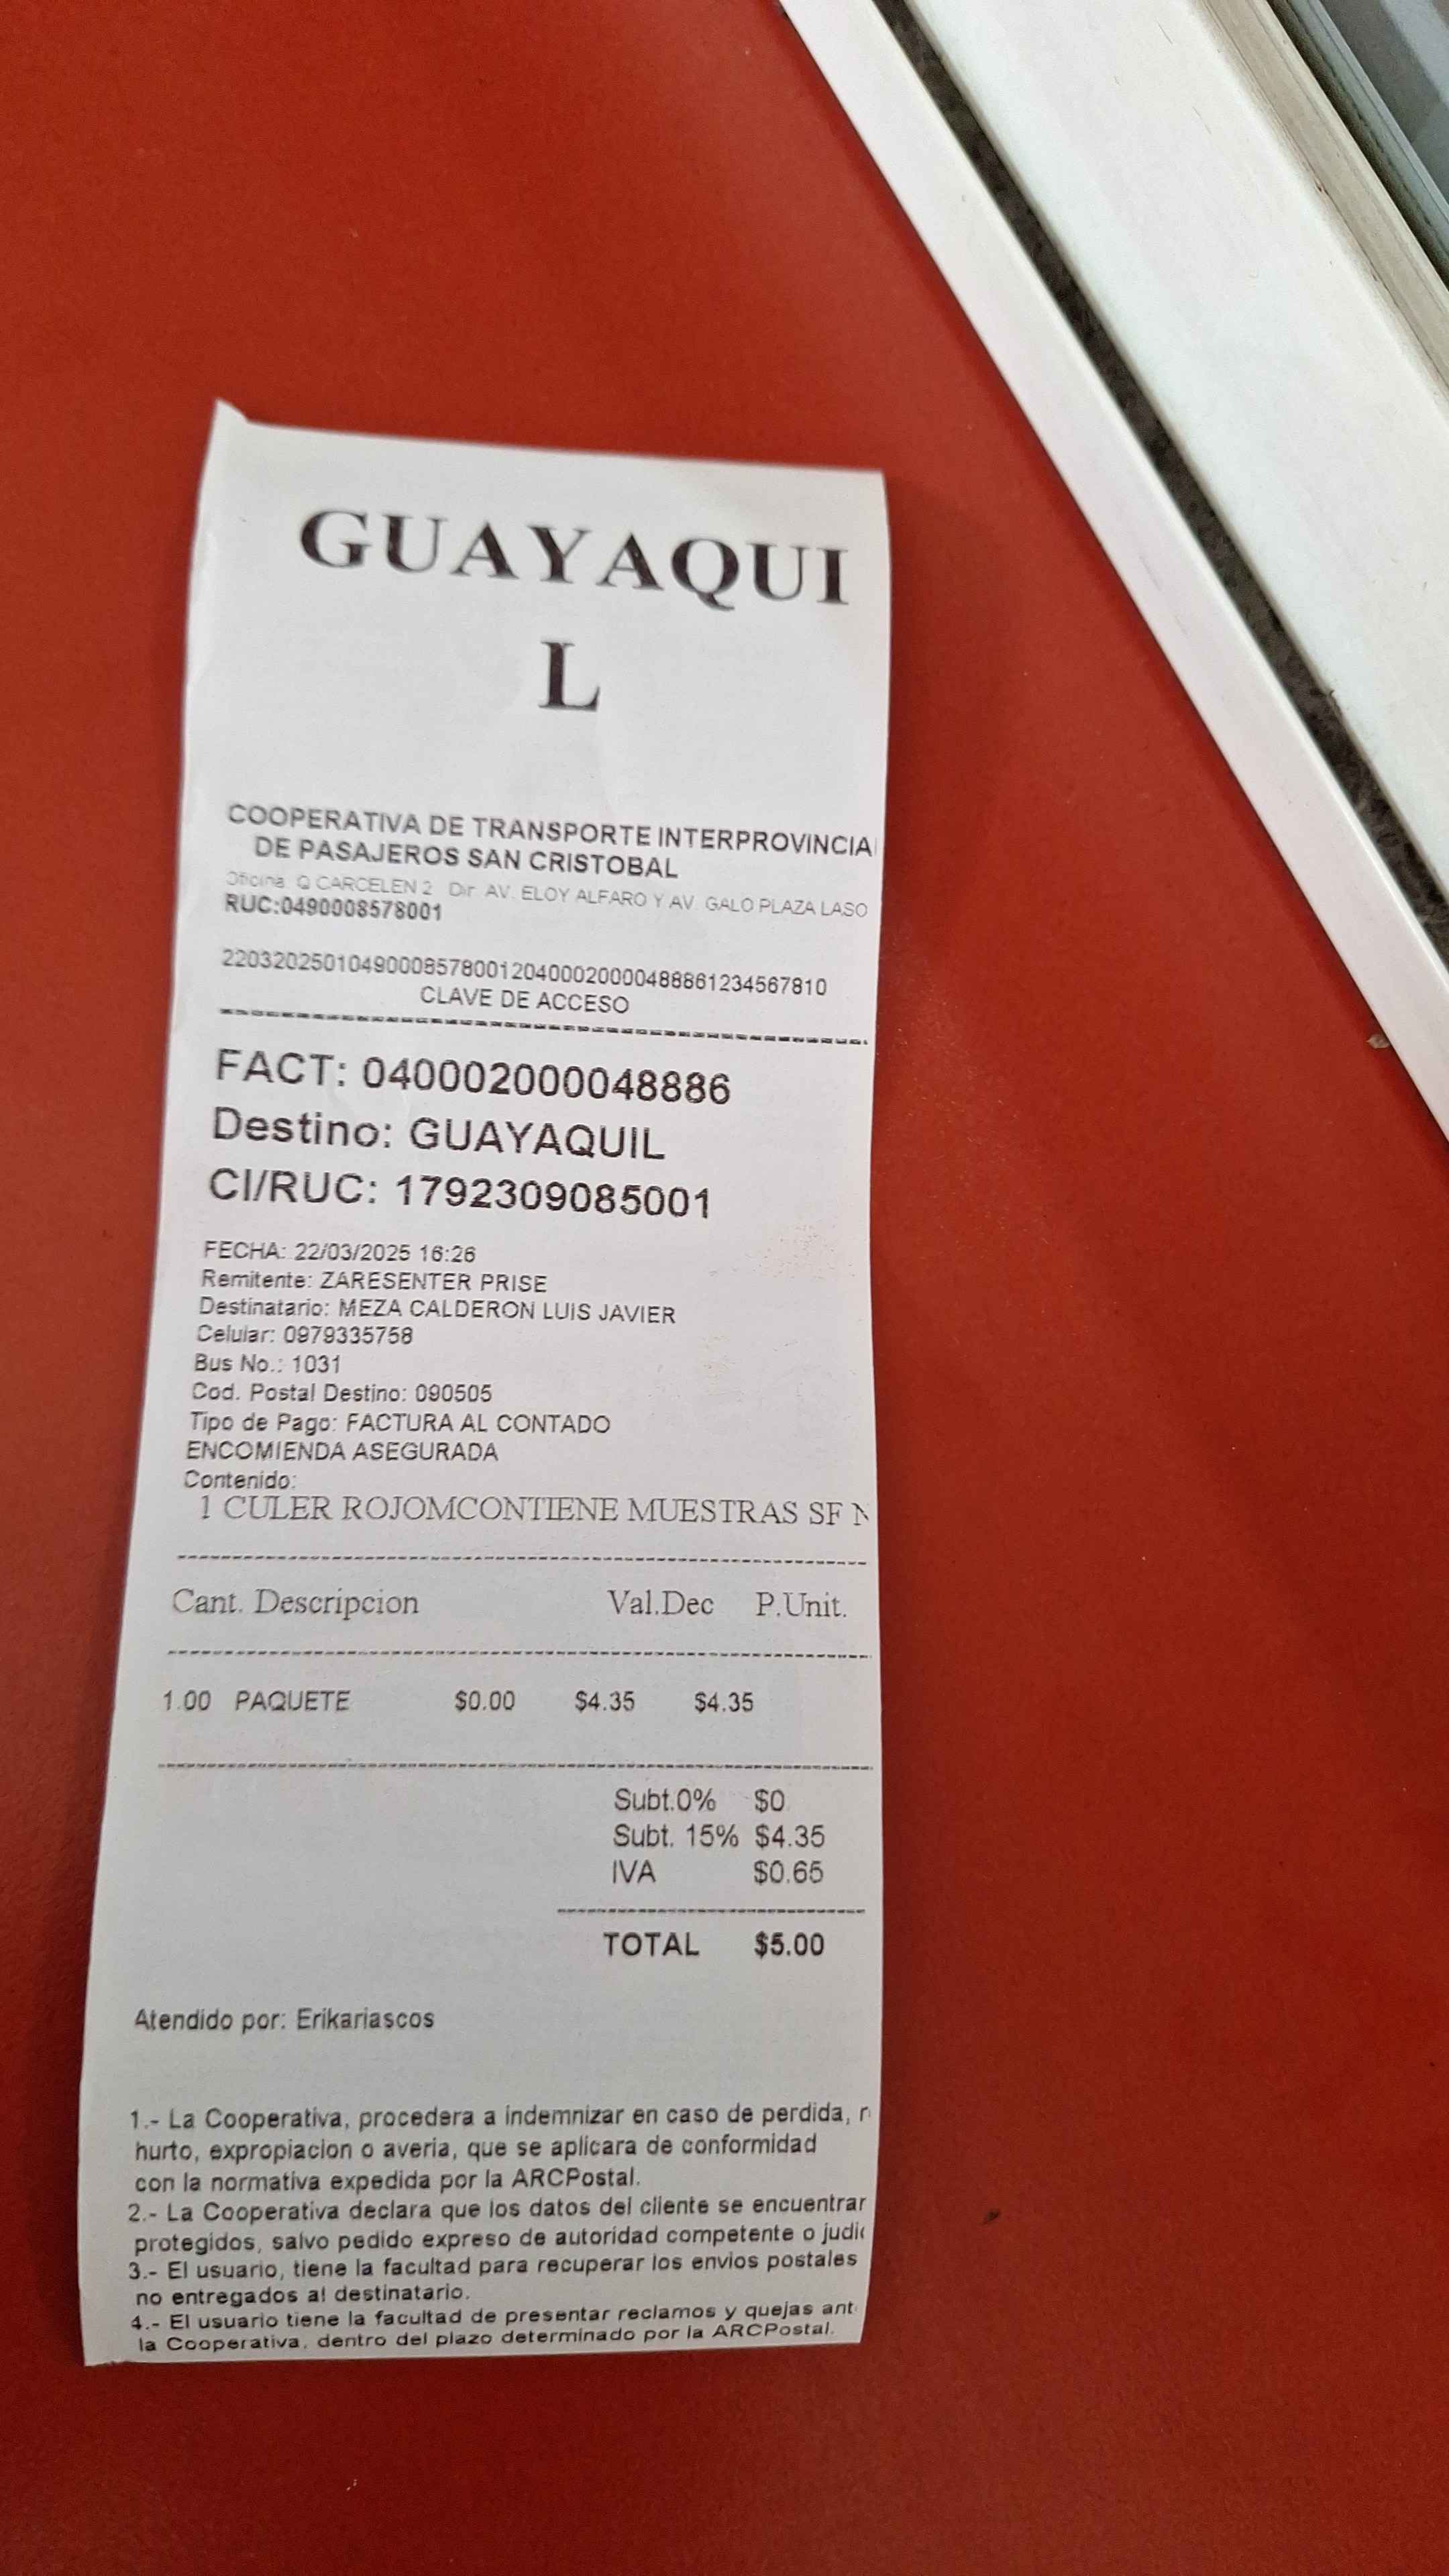 GUAYAQUI
L
COOPERATIVA DE TRANSPORTE INTERPROVINCIA
DE PASAJEROS SAN CRISTOBAL
Oficina: Q CARCELEN 2 Dir: AV. ELOY ALFARO Y AV. GALO PLAZA LASO
RUC:0490008578001
2203202501049000857800120400020000488861234567810
CLAVE DE ACCESO
FACT: 040002000048886
Destino: GUAYAQUIL
CI/RUC: 1792309085001
FECHA: 22/03/2025 16:26
Remitente: ZARESENTER PRISE
Destinatario: MEZA CALDERON LUIS JAVIER
Celular: 0979335758
Bus No.: 1031
Cod. Postal Destino: 090505
Tipo de Pago: FACTURA AL CONTADO
ENCOMIENDA ASEGURADA
Contenido:
1 CULER ROJOMCONTIENE MUESTRAS SF N
Cant. Descripcion Val.Dec P.Unit.
1.00 PAQUETE $0.00 $4.35 $4.35
Subt.0% $0
Subt. 15% $4.35
IVA $0.65
TOTAL $5.00
Atendido por: Erikariascos
1.- La Cooperativa, procedera a indemnizar en caso de perdida, r
hurto, expropiacion o averia, que se aplicara de conformidad
con la normativa expedida por la ARCPostal.
2.- La Cooperativa declara que los datos del cliente se encuentrar
protegidos, salvo pedido expreso de autoridad competente o judic
3.- El usuario, tiene la facultad para recuperar los envios postales
no entregados al destinatario.
4.- El usuario tiene la facultad de presentar reclamos y quejas ant
la Cooperativa, dentro del plazo determinado por la ARCPostal.